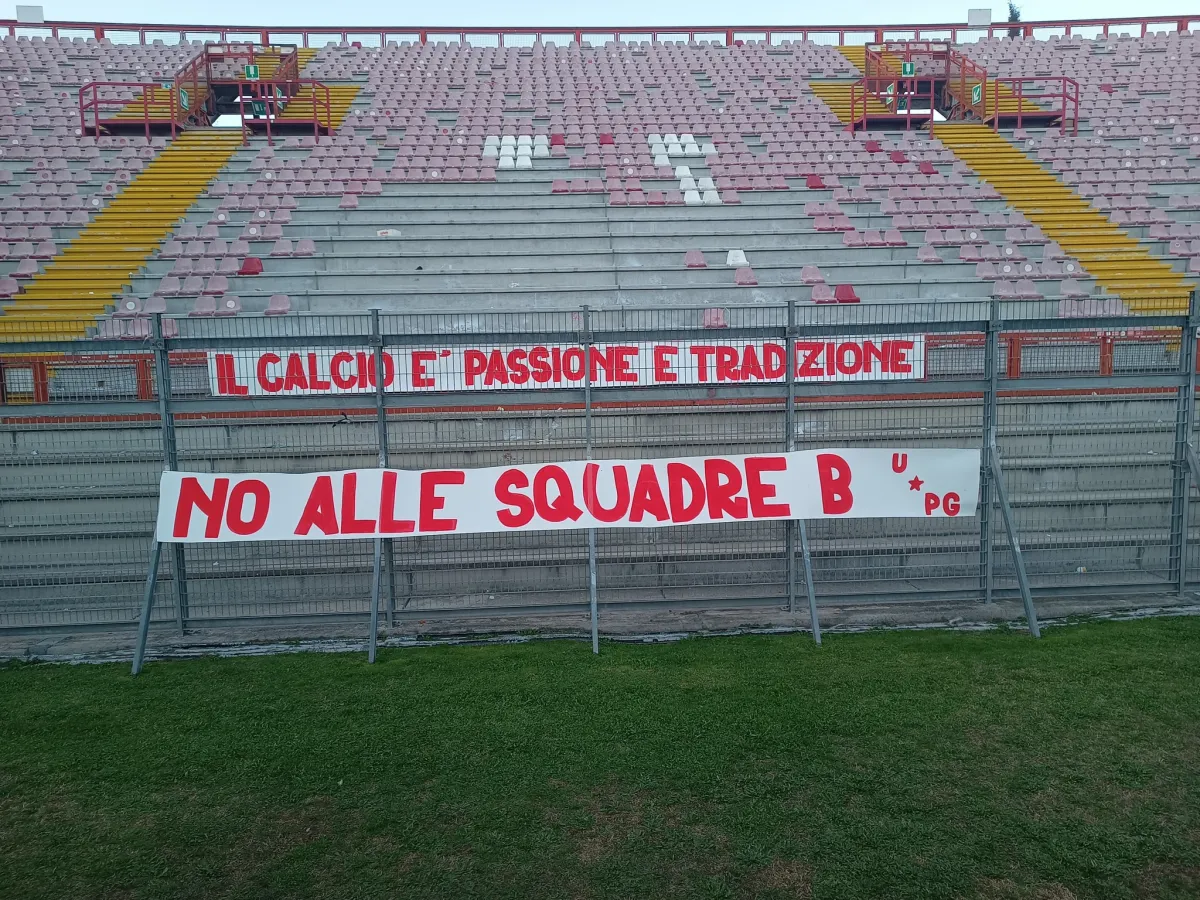 IL CALCIO E' PASSIONE E TRADIZIONE
NO ALLE SQUADRE B
U★PG